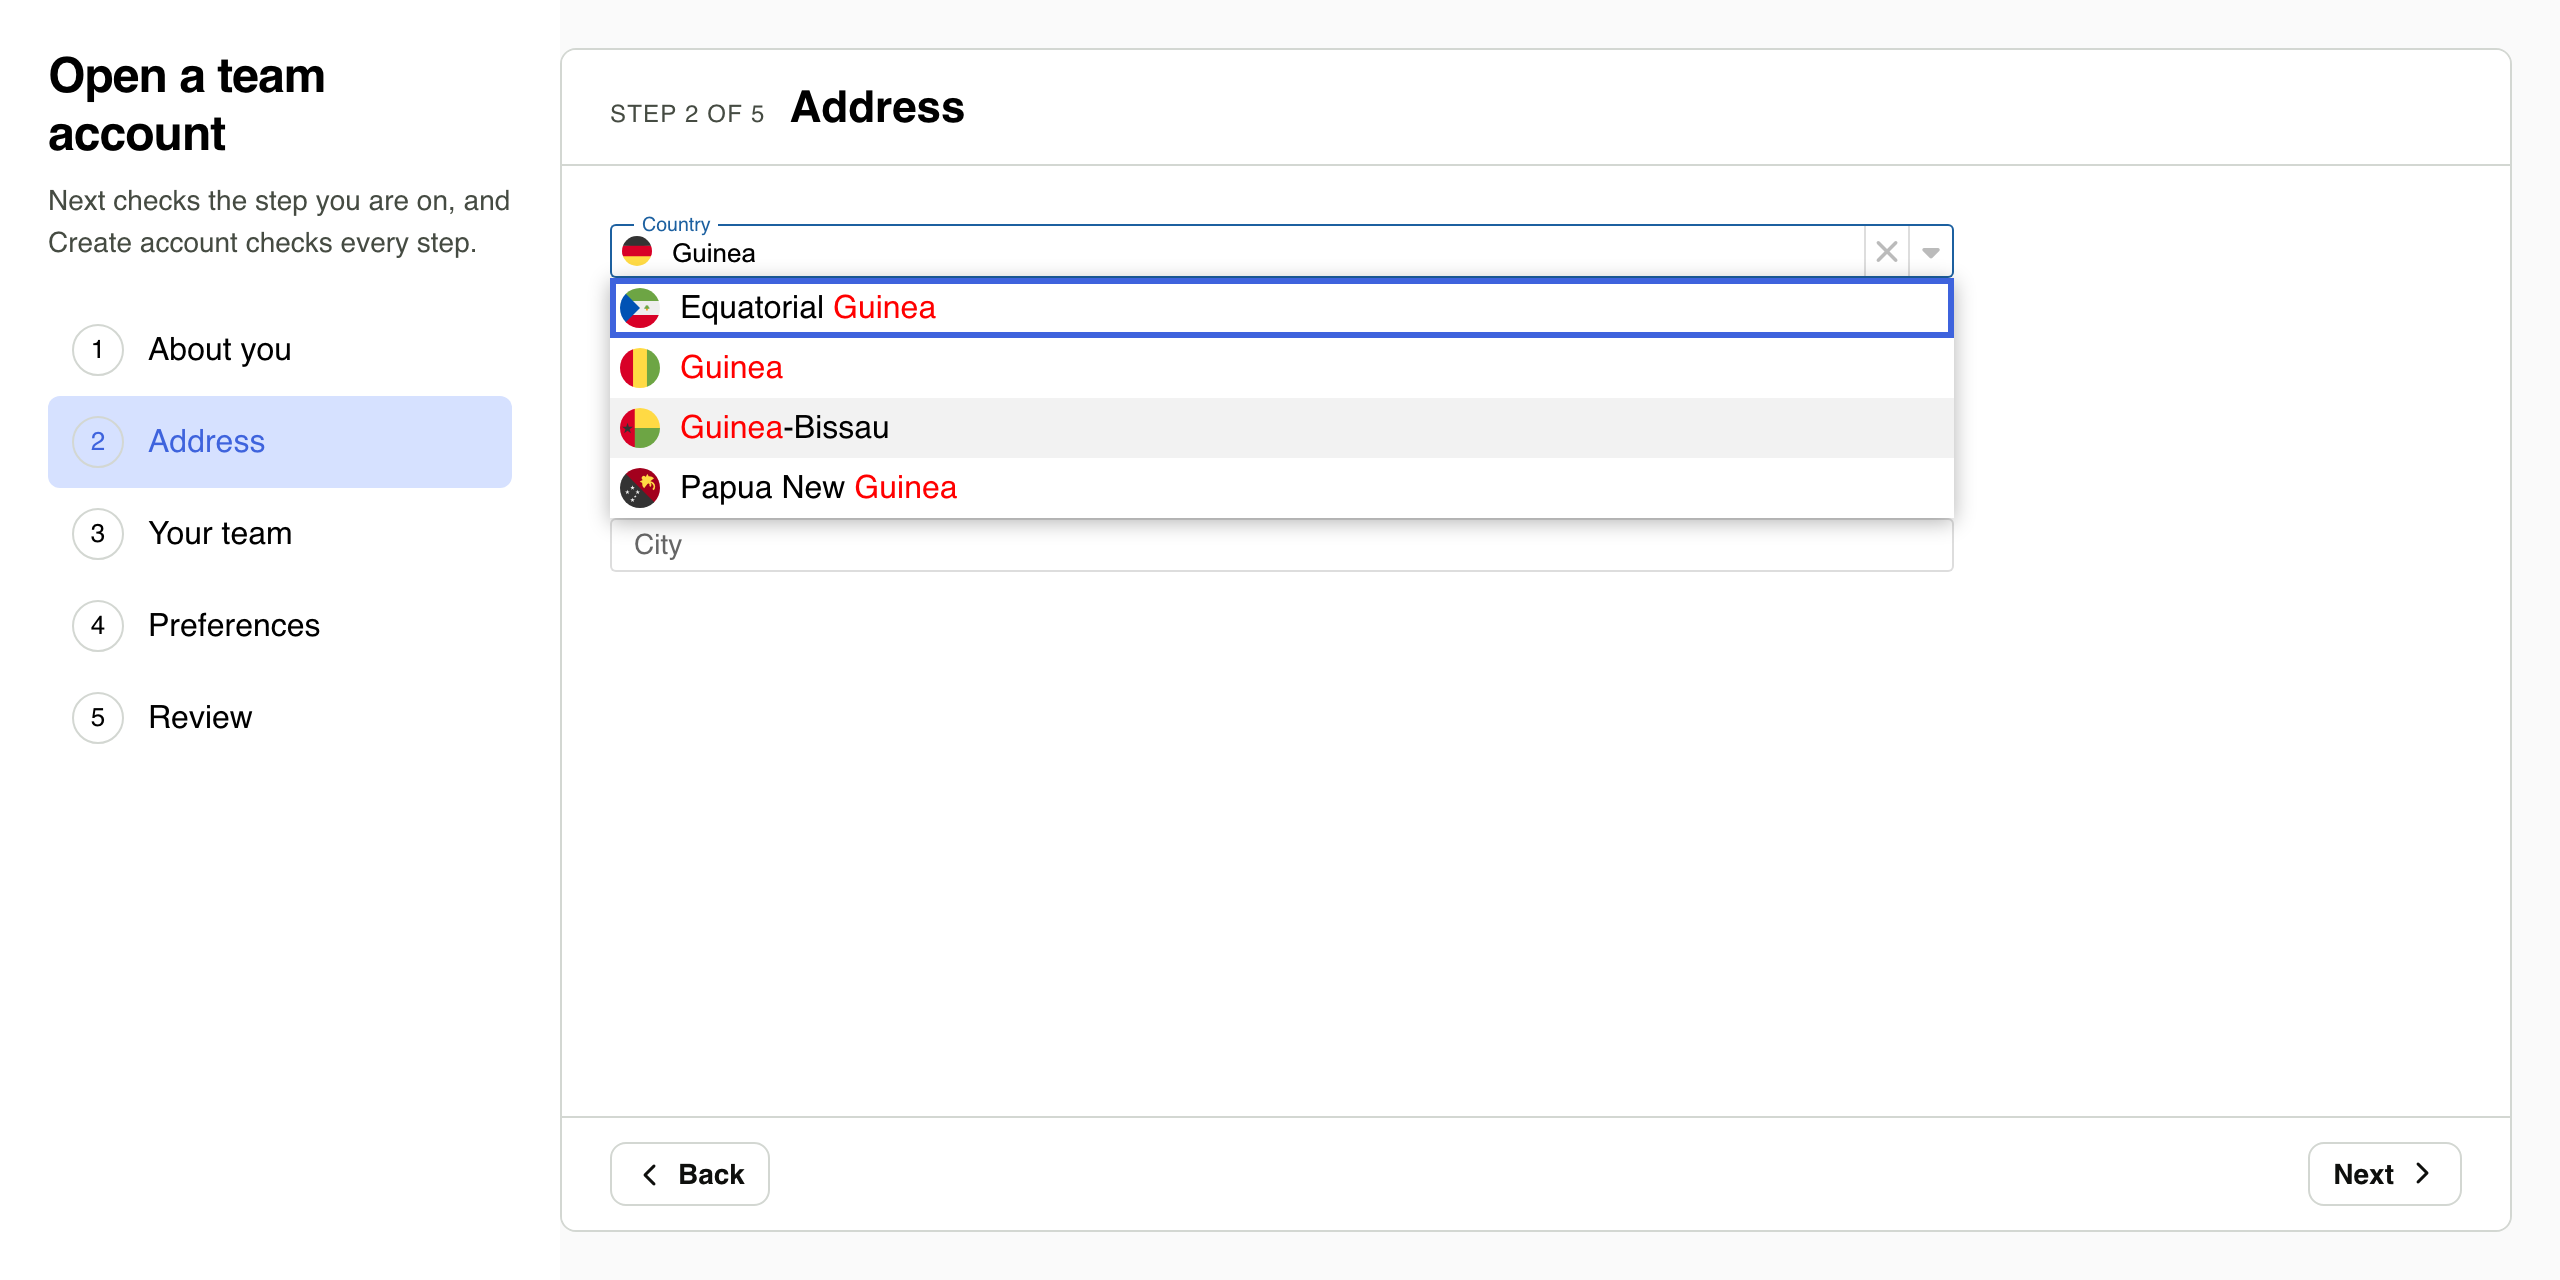 Open a team
account
Next checks the step you are on, and
Create account checks every step.
1 About you
2 Address
3 Your team
4 Preferences
5 Review
STEP 2 OF 5 Address
Country
Guinea
Equatorial Guinea
Guinea
Guinea-Bissau
Papua New Guinea
City
Back
Next